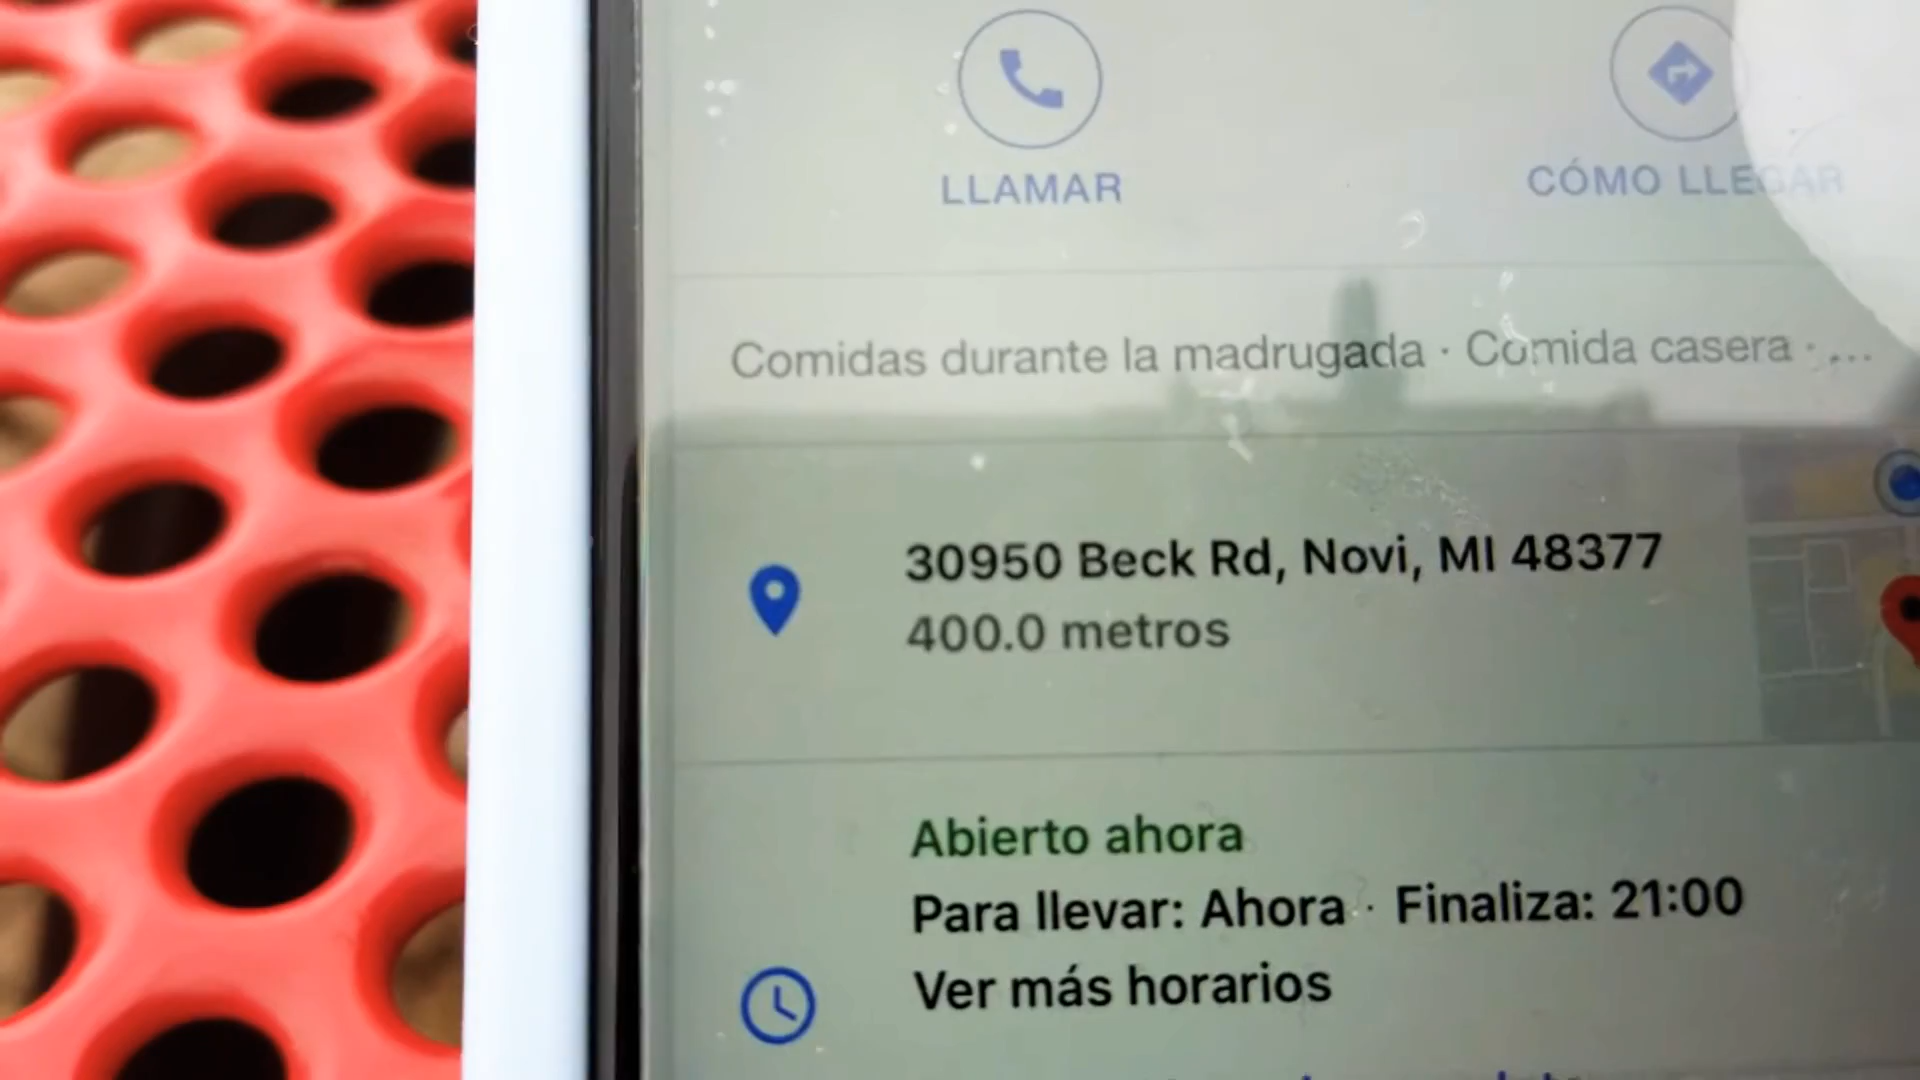 LLAMAR
CÓMO LLEGAR
Comidas durante la madrugada · Comida casera · ...
30950 Beck Rd, Novi, MI 48377
400.0 metros
Abierto ahora
Para llevar: Ahora · Finaliza: 21:00
Ver más horarios